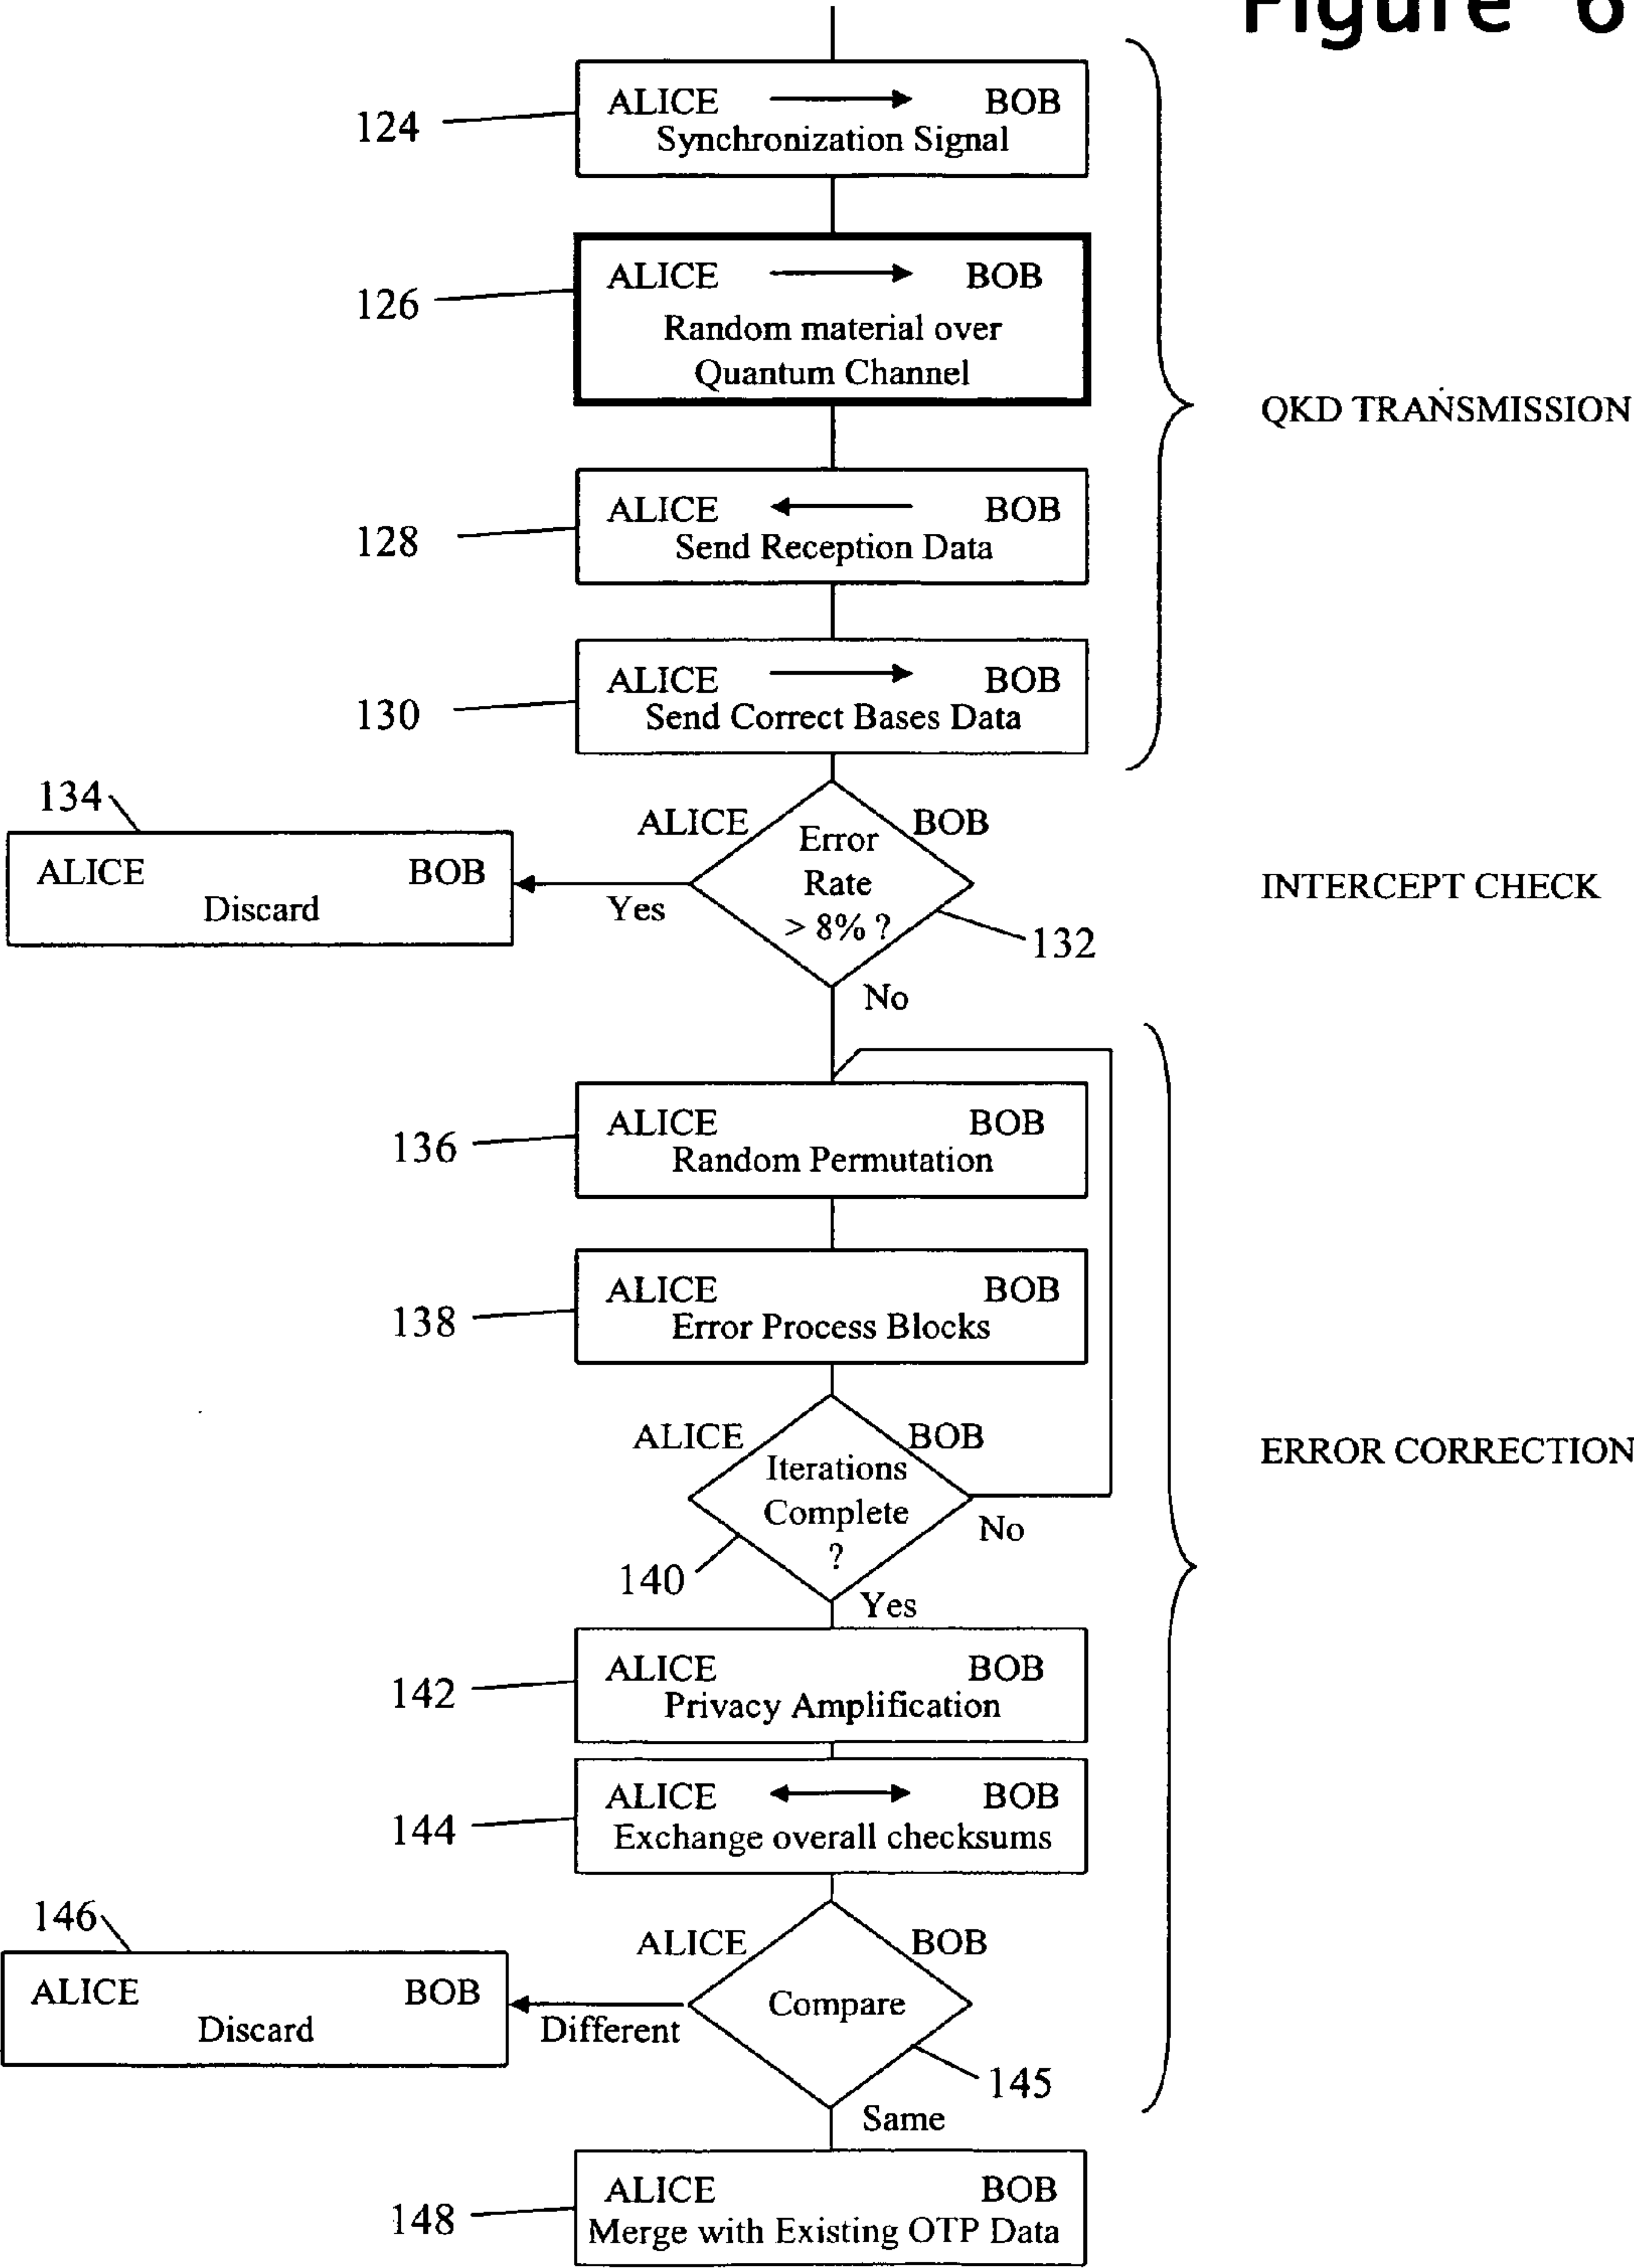 Figure 6
ALICE BOB
124
Synchronization Signal
ALICE BOB
126
Random material over
Quantum Channel
QKD TRANSMISSION
ALICE BOB
128
Send Reception Data
ALICE BOB
130
Send Correct Bases Data
134
ALICE BOB
Error
ALICE BOB
Rate
INTERCEPT CHECK
Discard
Yes
> 8% ?
132
No
ALICE BOB
136
Random Permutation
ALICE BOB
138
Error Process Blocks
ALICE BOB
ERROR CORRECTION
Iterations
Complete
No
?
140
Yes
ALICE BOB
142
Privacy Amplification
ALICE BOB
144
Exchange overall checksums
146
ALICE BOB
ALICE BOB
Compare
Discard
Different
145
Same
ALICE BOB
148
Merge with Existing OTP Data